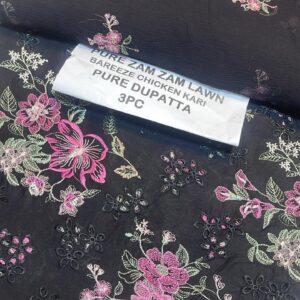 PURE ZAM ZAM LAWN
BAREEZE CHICKEN KARI
PURE DUPATTA
3PC